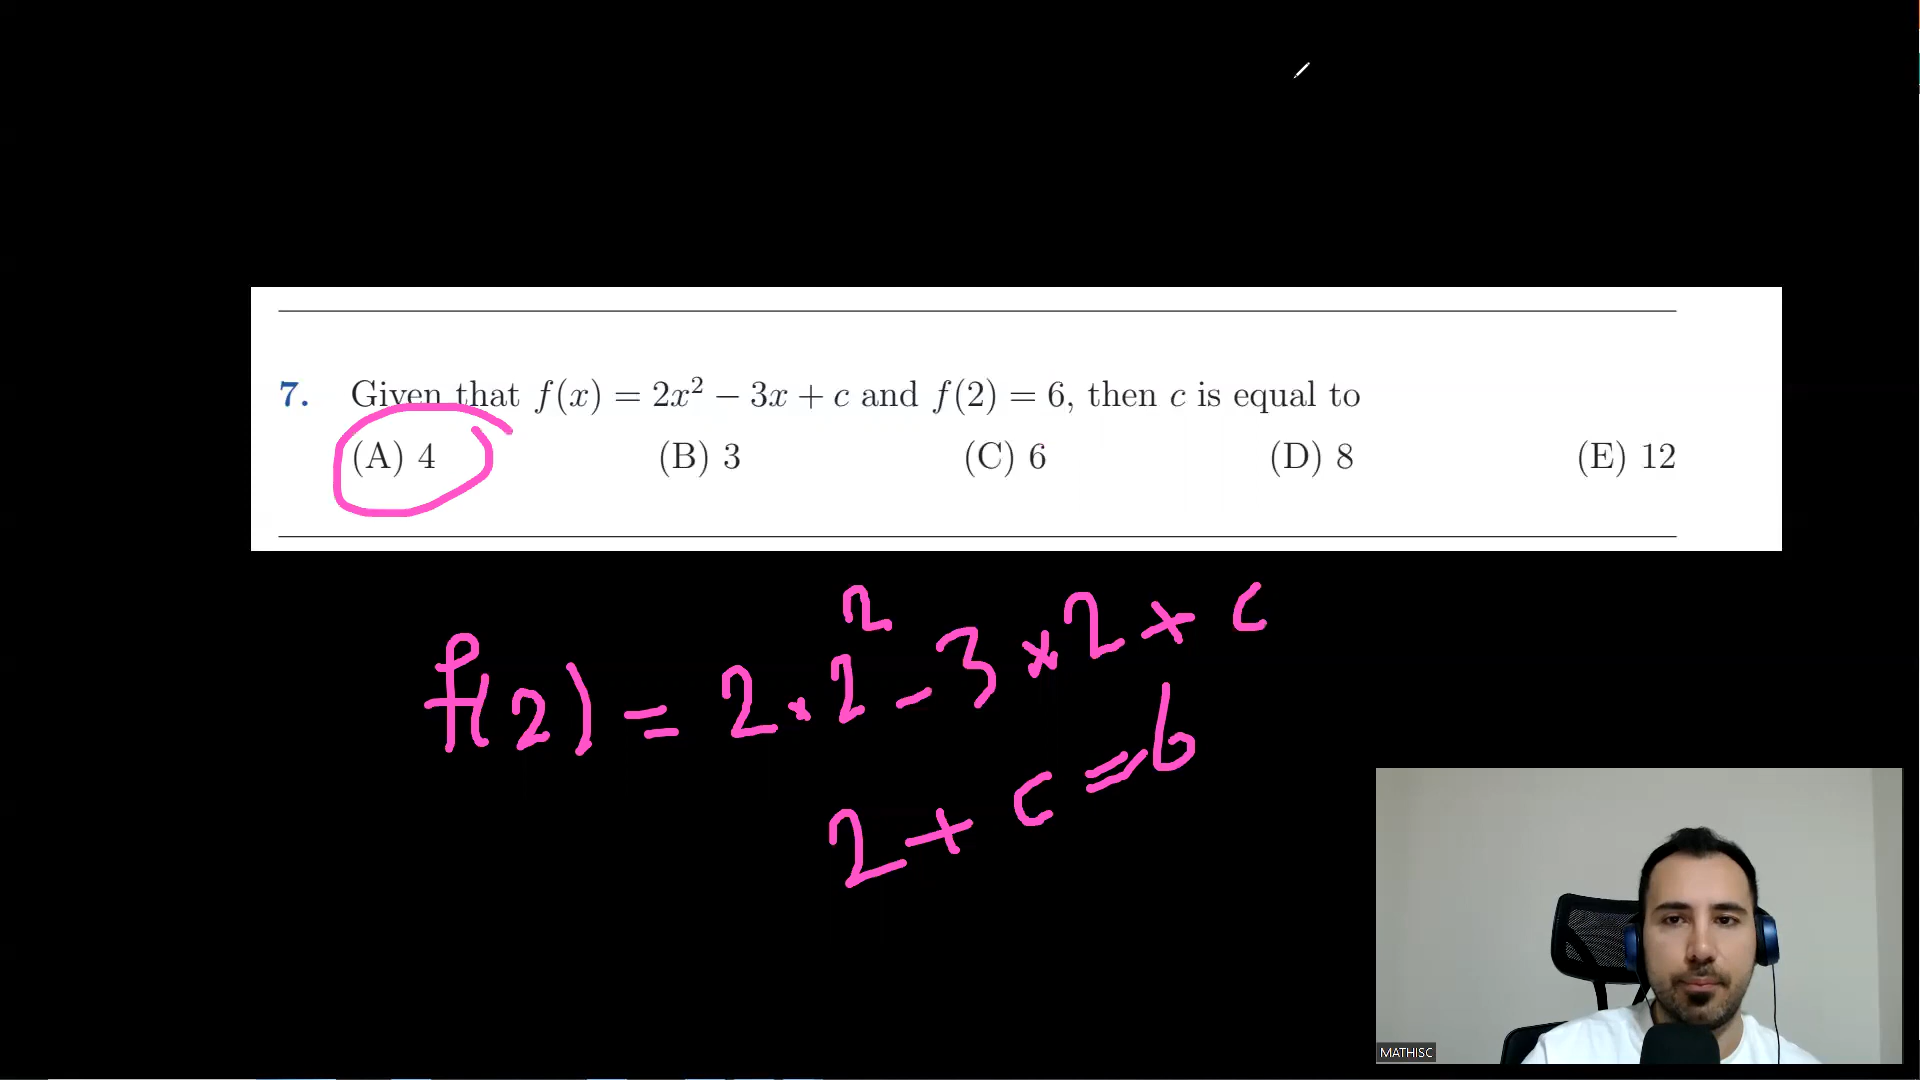 7. Given that f(x) = 2x² − 3x + c and f(2) = 6, then c is equal to
(A) 4 (B) 3 (C) 6 (D) 8 (E) 12
f(2) = 2 × 2² − 3 × 2 + c
2 + c = 6
MATHISC